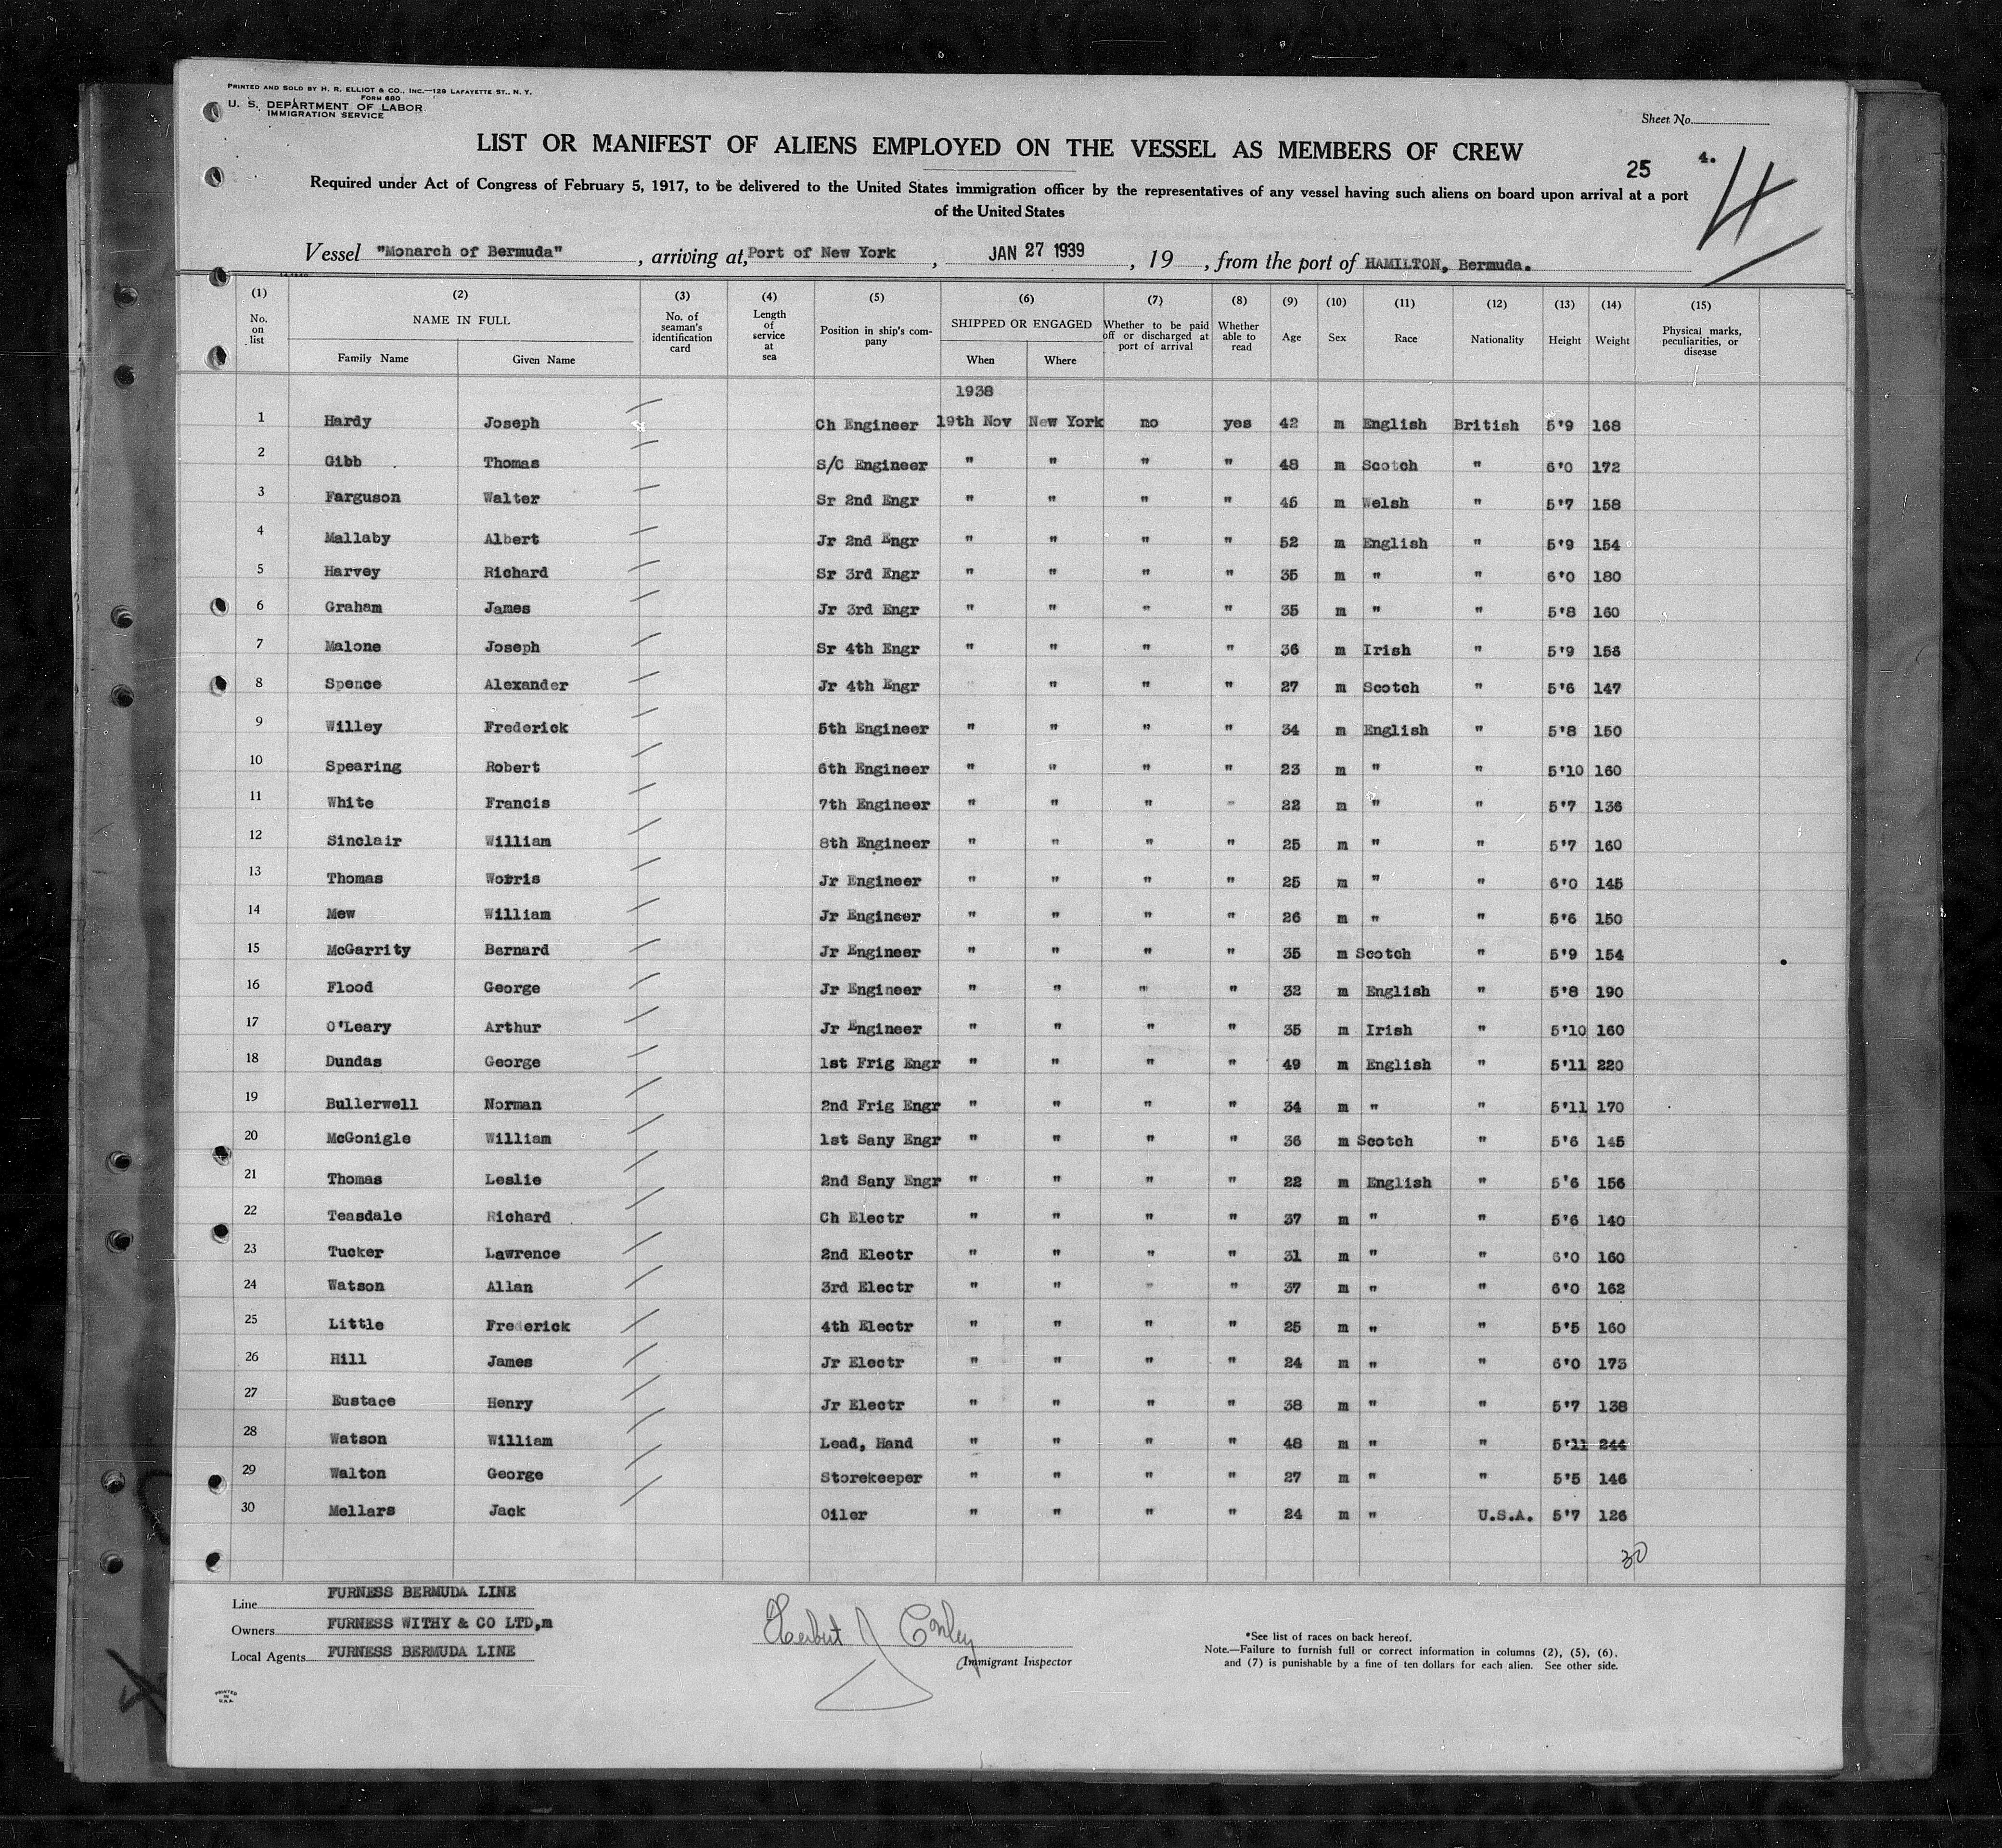 PRINTED AND SOLD BY H. R. ELLIOT & CO., INC.—129 LAFAYETTE ST., N. Y.
FORM 680
U. S. DEPARTMENT OF LABOR
IMMIGRATION SERVICE
Sheet No.
LIST OR MANIFEST OF ALIENS EMPLOYED ON THE VESSEL AS MEMBERS OF CREW
25 4. 4
Required under Act of Congress of February 5, 1917, to be delivered to the United States immigration officer by the representatives of any vessel having such aliens on board upon arrival at a port
of the United States
Vessel "Monarch of Bermuda", arriving at, Port of New York, JAN 27 1939, 19, from the port of HAMILTON, Bermuda.
(1) No. on list (2) NAME IN FULL Family Name Given Name (3) No. of seaman's identification card (4) Length of service at sea (5) Position in ship's company (6) SHIPPED OR ENGAGED When Where (7) Whether to be paid off or discharged at port of arrival (8) Whether able to read (9) Age (10) Sex (11) Race (12) Nationality (13) Height (14) Weight (15) Physical marks, peculiarities, or disease
1938
1 Hardy Joseph Ch Engineer 19th Nov New York no yes 42 m English British 5'9 168
2 Gibb Thomas S/C Engineer " " " " 48 m Scotch " 6'0 172
3 Farguson Walter Sr 2nd Engr " " " " 45 m Welsh " 5'7 158
4 Mallaby Albert Jr 2nd Engr " " " " 52 m English " 5'9 154
5 Harvey Richard Sr 3rd Engr " " " " 35 m " " 6'0 180
6 Graham James Jr 3rd Engr " " " " 35 m " " 5'8 160
7 Malone Joseph Sr 4th Engr " " " " 36 m Irish " 5'9 156
8 Spence Alexander Jr 4th Engr " " " " 27 m Scotch " 5'6 147
9 Willey Frederick 5th Engineer " " " " 34 m English " 5'8 150
10 Spearing Robert 6th Engineer " " " " 23 m " " 5'10 160
11 White Francis 7th Engineer " " " " 22 m " " 5'7 136
12 Sinclair William 8th Engineer " " " " 25 m " " 5'7 160
13 Thomas Worris Jr Engineer " " " " 25 m " " 6'0 145
14 Mew William Jr Engineer " " " " 26 m " " 5'6 150
15 McGarrity Bernard Jr Engineer " " " " 35 m Scotch " 5'9 154
16 Flood George Jr Engineer " " " " 32 m English " 5'8 190
17 O'Leary Arthur Jr Engineer " " " " 35 m Irish " 5'10 160
18 Dundas George 1st Frig Engr " " " " 49 m English " 5'11 220
19 Bullerwell Norman 2nd Frig Engr " " " " 34 m " " 5'11 170
20 McGonigle William 1st Sany Engr " " " " 36 m Scotch " 5'6 145
21 Thomas Leslie 2nd Sany Engr " " " " 22 m English " 5'6 156
22 Teasdale Richard Ch Electr " " " " 37 m " " 5'6 140
23 Tucker Lawrence 2nd Electr " " " " 31 m " " 6'0 160
24 Watson Allan 3rd Electr " " " " 37 m " " 6'0 162
25 Little Frederick 4th Electr " " " " 25 m " " 5'5 160
26 Hill James Jr Electr " " " " 24 m " " 6'0 173
27 Eustace Henry Jr Electr " " " " 38 m " " 5'7 138
28 Watson William Lead, Hand " " " " 48 m " " 5'11 244
29 Walton George Storekeeper " " " " 27 m " " 5'5 146
30 Mellars Jack Oiler " " " " 24 m " U.S.A. 5'7 126
30
Line FURNESS BERMUDA LINE
Owners FURNESS WITHY & CO LTD,m
Local Agents FURNESS BERMUDA LINE
Herbert J Conley
Immigrant Inspector
*See list of races on back hereof.
Note.—Failure to furnish full or correct information in columns (2), (5), (6),
and (7) is punishable by a fine of ten dollars for each alien. See other side.
PRINTED
IN
U.S.A.